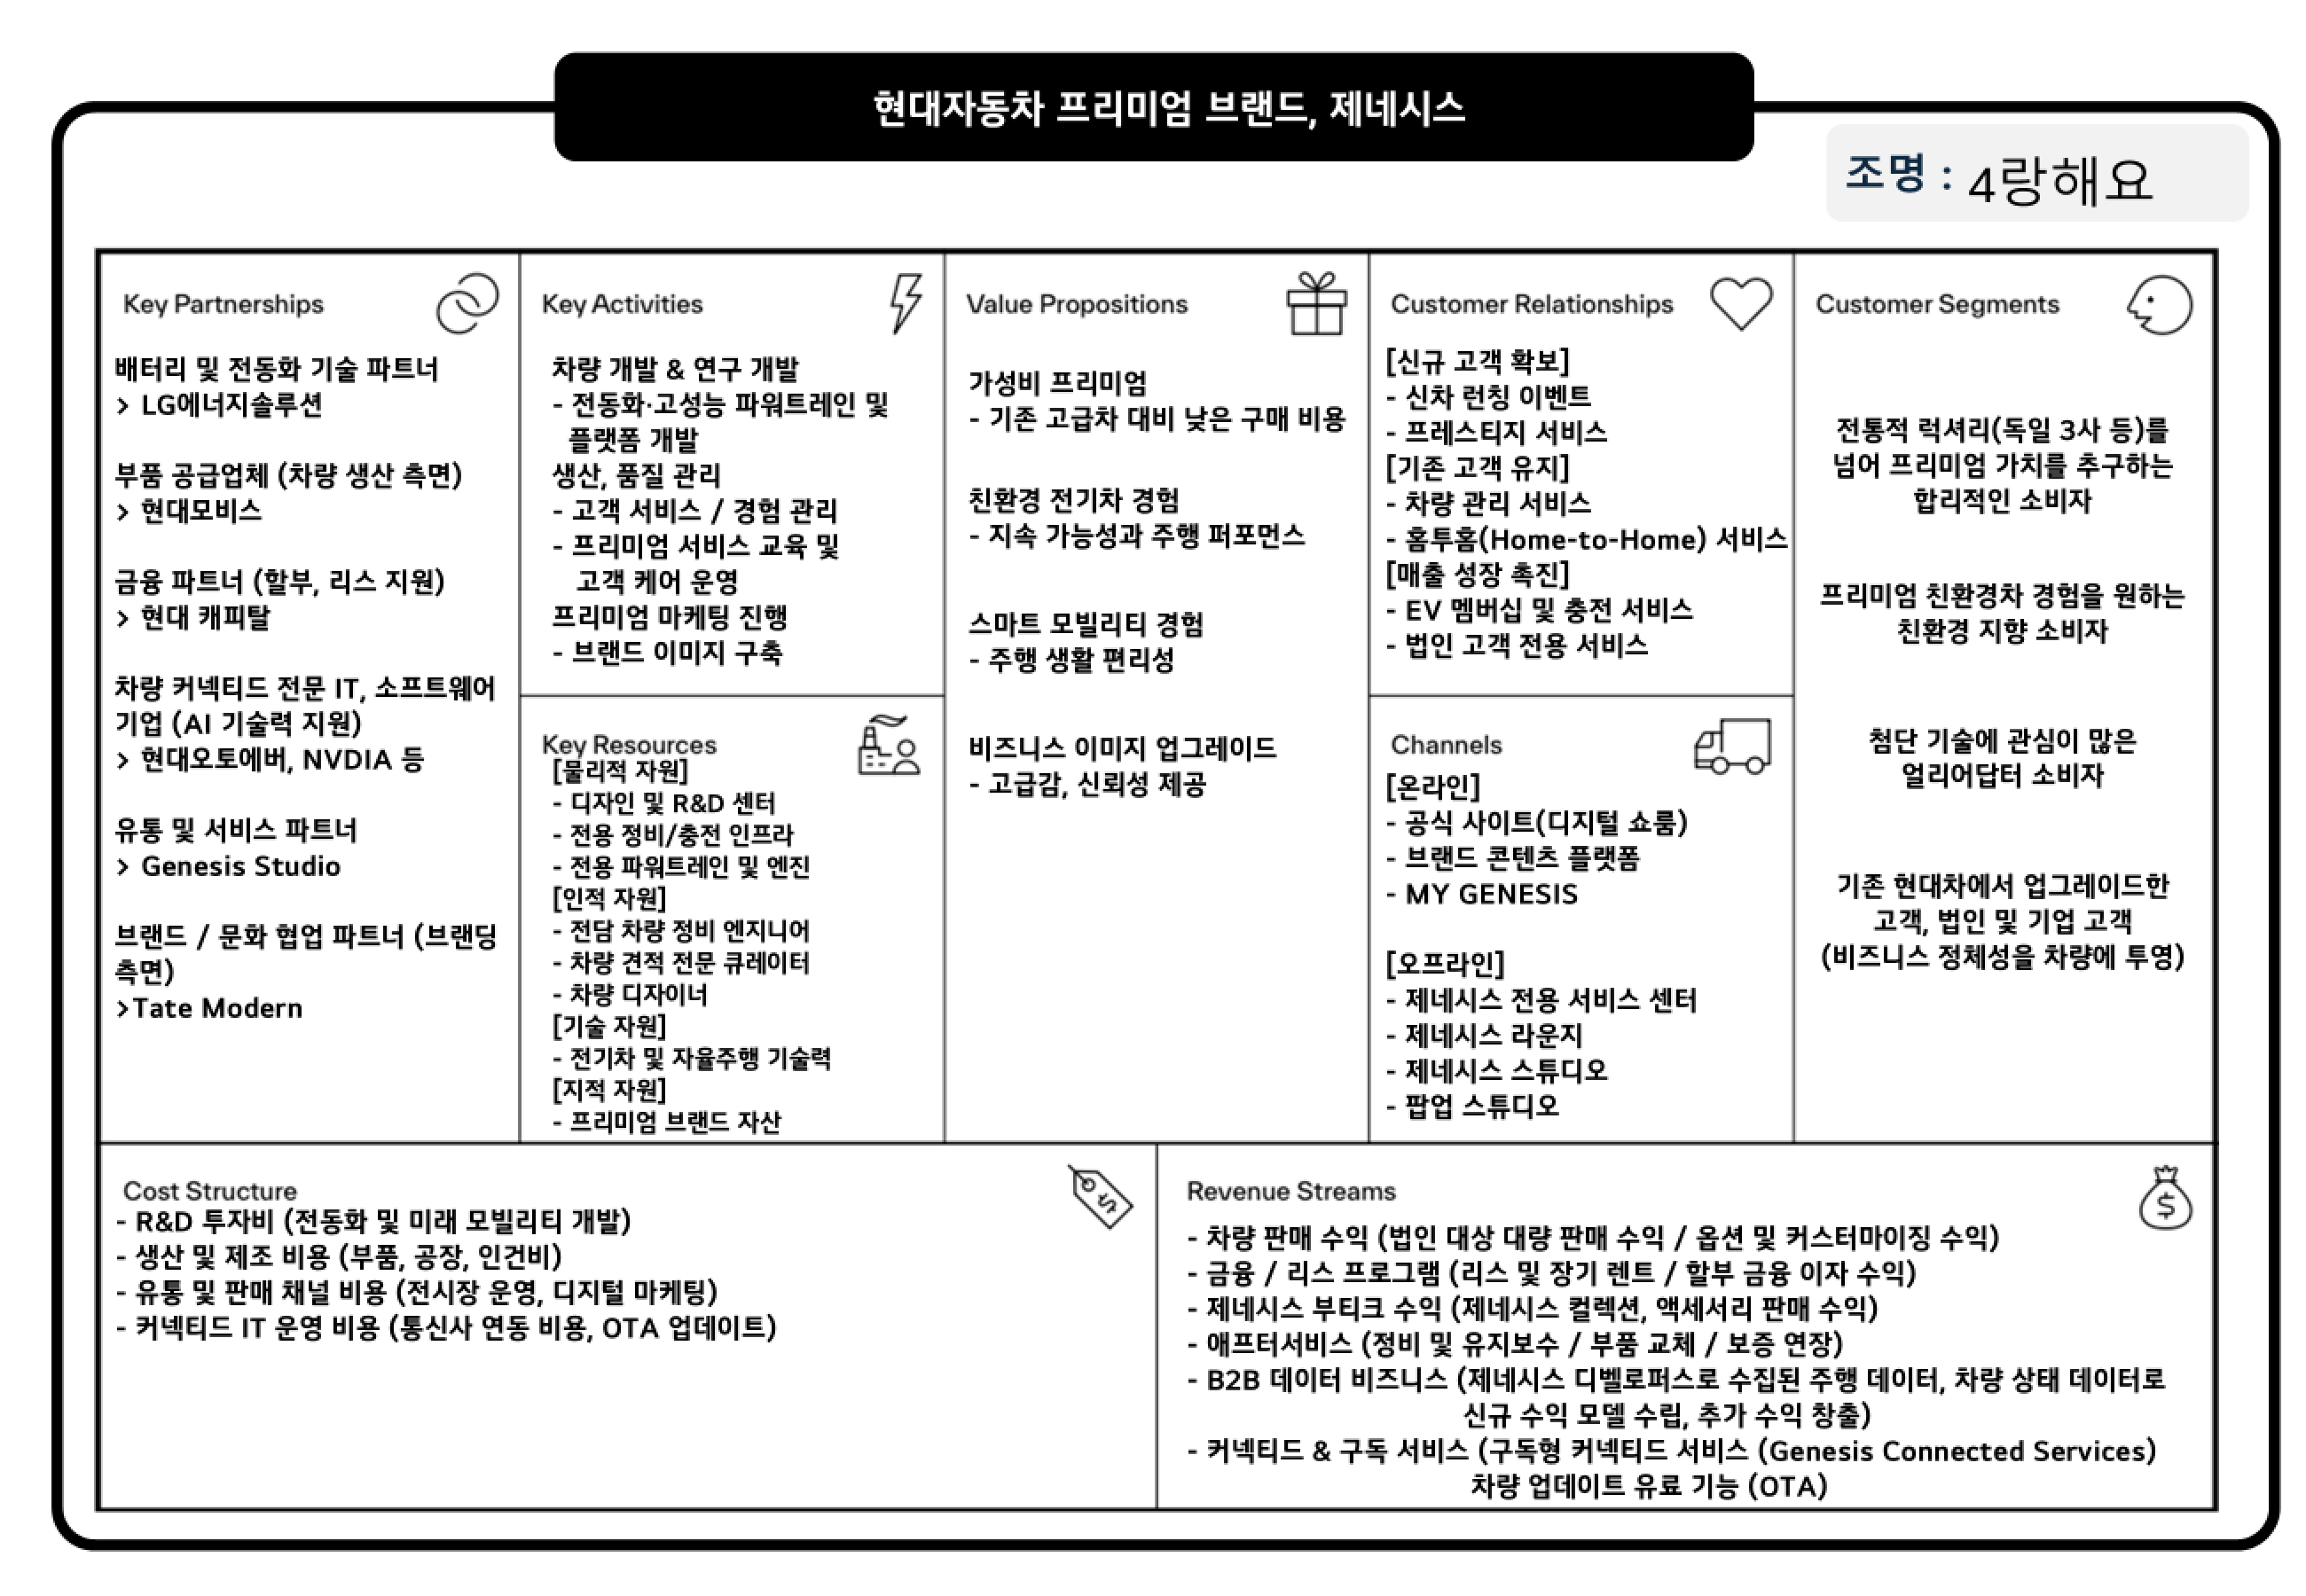 현대자동차 프리미엄 브랜드, 제네시스
조명 : 4랑해요
Key Partnerships
배터리 및 전동화 기술 파트너
> LG에너지솔루션
부품 공급업체 (차량 생산 측면)
> 현대모비스
금융 파트너 (할부, 리스 지원)
> 현대 캐피탈
차량 커넥티드 전문 IT, 소프트웨어
기업 (AI 기술력 지원)
> 현대오토에버, NVDIA 등
유통 및 서비스 파트너
> Genesis Studio
브랜드 / 문화 협업 파트너 (브랜딩
측면)
>Tate Modern
Key Activities
차량 개발 & 연구 개발
- 전동화·고성능 파워트레인 및
플랫폼 개발
생산, 품질 관리
- 고객 서비스 / 경험 관리
- 프리미엄 서비스 교육 및
고객 케어 운영
프리미엄 마케팅 진행
- 브랜드 이미지 구축
Key Resources
[물리적 자원]
- 디자인 및 R&D 센터
- 전용 정비/충전 인프라
- 전용 파워트레인 및 엔진
[인적 자원]
- 전담 차량 정비 엔지니어
- 차량 견적 전문 큐레이터
- 차량 디자이너
[기술 자원]
- 전기차 및 자율주행 기술력
[지적 자원]
- 프리미엄 브랜드 자산
Value Propositions
가성비 프리미엄
- 기존 고급차 대비 낮은 구매 비용
친환경 전기차 경험
- 지속 가능성과 주행 퍼포먼스
스마트 모빌리티 경험
- 주행 생활 편리성
비즈니스 이미지 업그레이드
- 고급감, 신뢰성 제공
Customer Relationships
[신규 고객 확보]
- 신차 런칭 이벤트
- 프레스티지 서비스
[기존 고객 유지]
- 차량 관리 서비스
- 홈투홈(Home-to-Home) 서비스
[매출 성장 촉진]
- EV 멤버십 및 충전 서비스
- 법인 고객 전용 서비스
Channels
[온라인]
- 공식 사이트(디지털 쇼룸)
- 브랜드 콘텐츠 플랫폼
- MY GENESIS
[오프라인]
- 제네시스 전용 서비스 센터
- 제네시스 라운지
- 제네시스 스튜디오
- 팝업 스튜디오
Customer Segments
전통적 럭셔리(독일 3사 등)를
넘어 프리미엄 가치를 추구하는
합리적인 소비자
프리미엄 친환경차 경험을 원하는
친환경 지향 소비자
첨단 기술에 관심이 많은
얼리어답터 소비자
기존 현대차에서 업그레이드한
고객, 법인 및 기업 고객
(비즈니스 정체성을 차량에 투영)
Cost Structure
- R&D 투자비 (전동화 및 미래 모빌리티 개발)
- 생산 및 제조 비용 (부품, 공장, 인건비)
- 유통 및 판매 채널 비용 (전시장 운영, 디지털 마케팅)
- 커넥티드 IT 운영 비용 (통신사 연동 비용, OTA 업데이트)
Revenue Streams
- 차량 판매 수익 (법인 대상 대량 판매 수익 / 옵션 및 커스터마이징 수익)
- 금융 / 리스 프로그램 (리스 및 장기 렌트 / 할부 금융 이자 수익)
- 제네시스 부티크 수익 (제네시스 컬렉션, 액세서리 판매 수익)
- 애프터서비스 (정비 및 유지보수 / 부품 교체 / 보증 연장)
- B2B 데이터 비즈니스 (제네시스 디벨로퍼스로 수집된 주행 데이터, 차량 상태 데이터로
신규 수익 모델 수립, 추가 수익 창출)
- 커넥티드 & 구독 서비스 (구독형 커넥티드 서비스 (Genesis Connected Services)
차량 업데이트 유료 기능 (OTA)